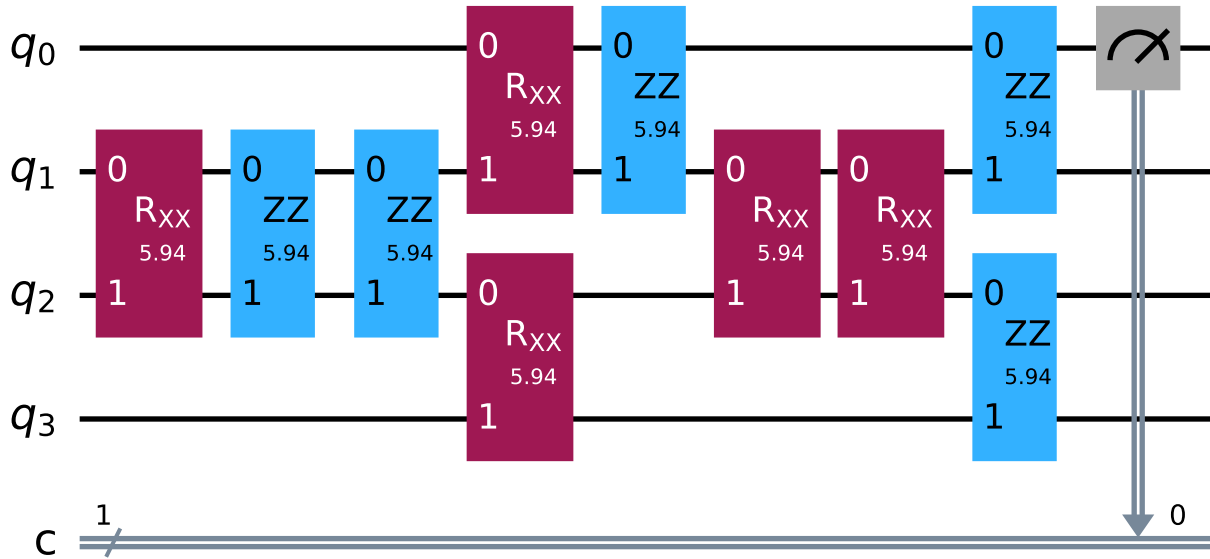 q0 0 0 0
RXX ZZ ZZ
5.94 5.94 5.94
q1 0 0 0 1 1 0 0 1
RXX ZZ ZZ RXX RXX
5.94 5.94 5.94 5.94 5.94
q2 1 1 1 0 1 1 0
RXX ZZ
5.94 5.94
q3 1 1
1 0
c